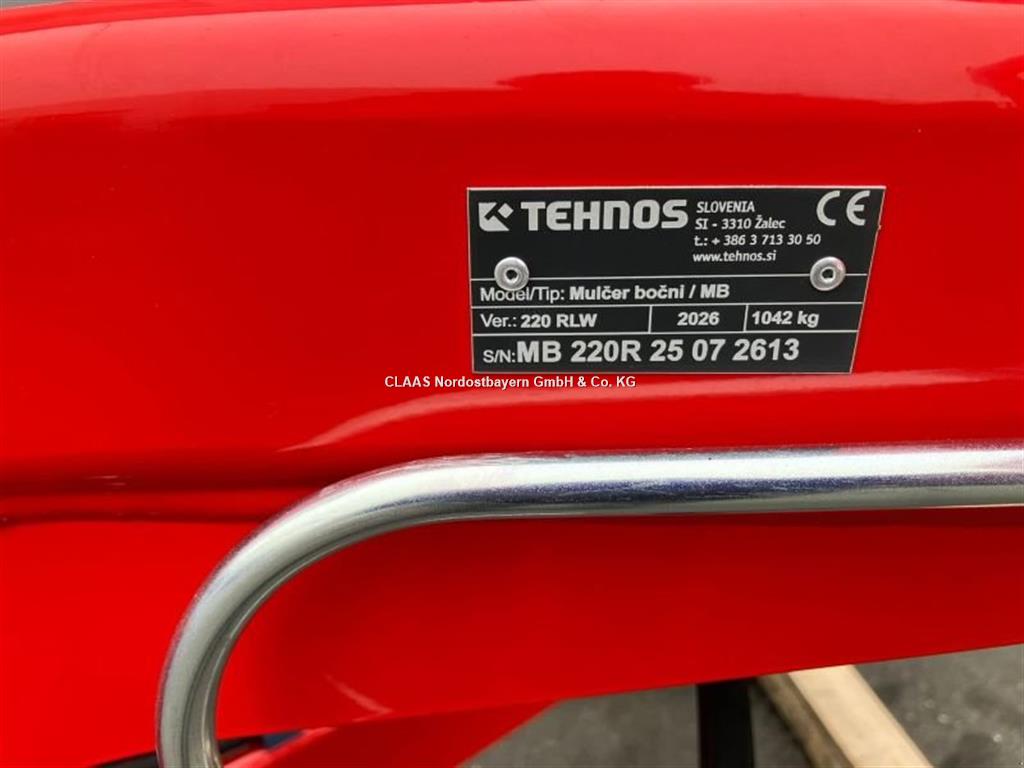 TEHNOS
SLOVENIA
SI - 3310 Žalec
t.: + 386 3 713 30 50
www.tehnos.si
CE
Model/Tip: Mulčer bočni / MB
Ver.: 220 RLW 2026 1042 kg
S/N: MB 220R 25 07 2613
CLAAS Nordostbayern GmbH & Co. KG